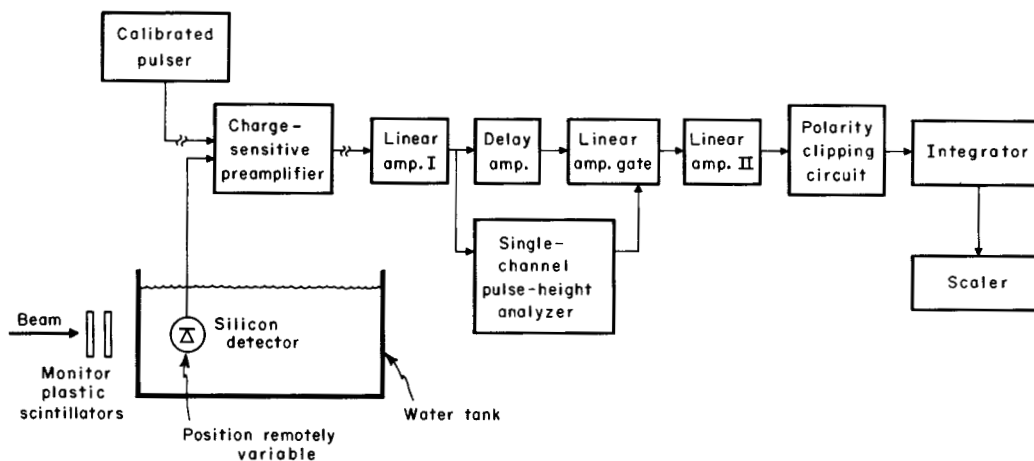 Calibrated
pulser
Charge-
sensitive
preamplifier
Linear
amp. I
Delay
amp.
Linear
amp. gate
Linear
amp. II
Polarity
clipping
circuit
Integrator
Single-
channel
pulse-height
analyzer
Scaler
Beam
Silicon
detector
Monitor
plastic
scintillators
Water tank
Position remotely
variable